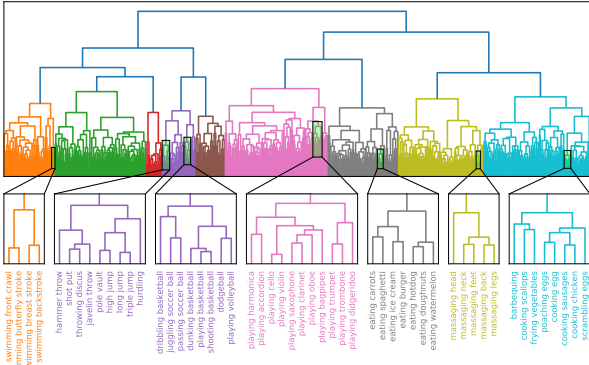 swimming front crawl
mming butterfly stroke
imming breast stroke
swimming backstroke
hammer throw
shot put
throwing discus
javelin throw
pole vault
high jump
long jump
triple jump
hurdling
dribbling basketball
juggling soccer ball
passing soccer ball
dunking basketball
playing basketball
shooting basketball
dodgeball
playing volleyball
playing harmonica
playing accordion
playing cello
playing violin
playing saxophone
playing clarinet
playing oboe
playing bagpipes
playing trumpet
playing trombone
playing didgeridoo
eating carrots
eating spaghetti
eating ice cream
eating burger
eating hotdog
eating doughnuts
eating watermelon
massaging head
massaging neck
massaging feet
massaging back
massaging legs
barbequing
cooking scallops
frying vegetables
poaching eggs
cooking egg
cooking sausages
cooking chicken
scrambling eggs